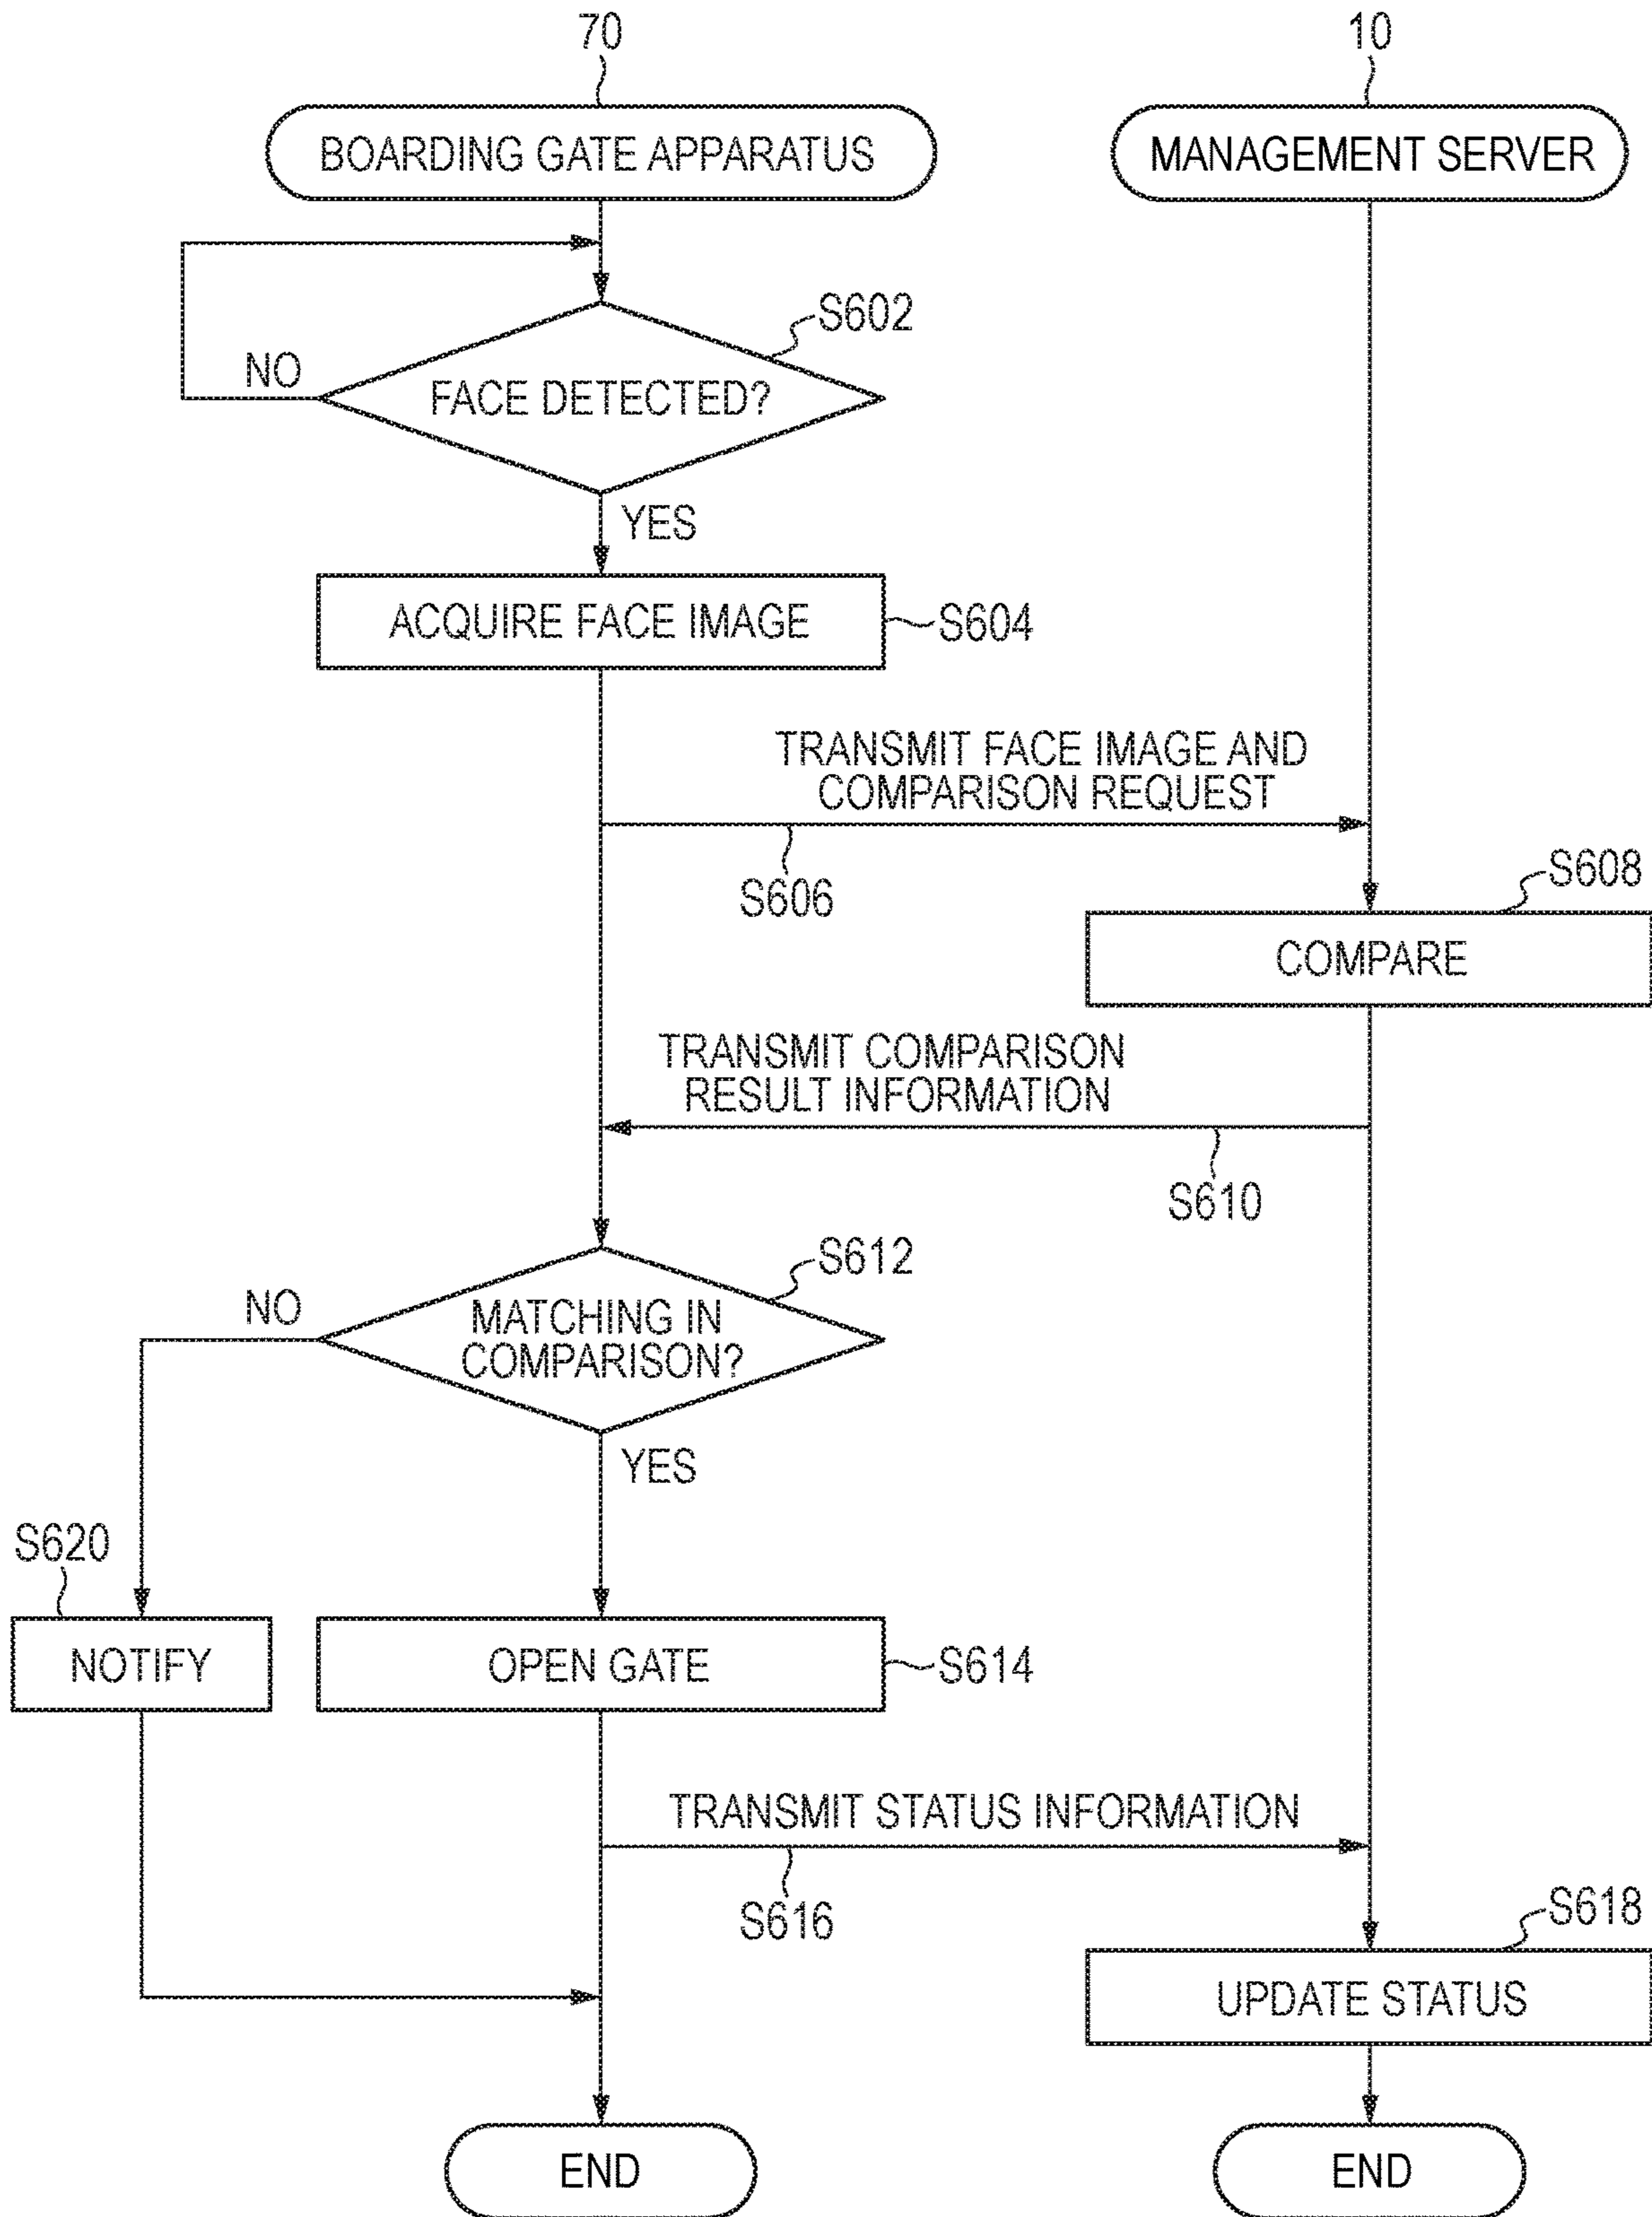 70
10
BOARDING GATE APPARATUS
MANAGEMENT SERVER
S602
NO
FACE DETECTED?
YES
ACQUIRE FACE IMAGE
S604
TRANSMIT FACE IMAGE AND
COMPARISON REQUEST
S606
S608
COMPARE
TRANSMIT COMPARISON
RESULT INFORMATION
S610
S612
NO
MATCHING IN
COMPARISON?
YES
S620
NOTIFY
OPEN GATE
S614
TRANSMIT STATUS INFORMATION
S616
S618
UPDATE STATUS
END
END